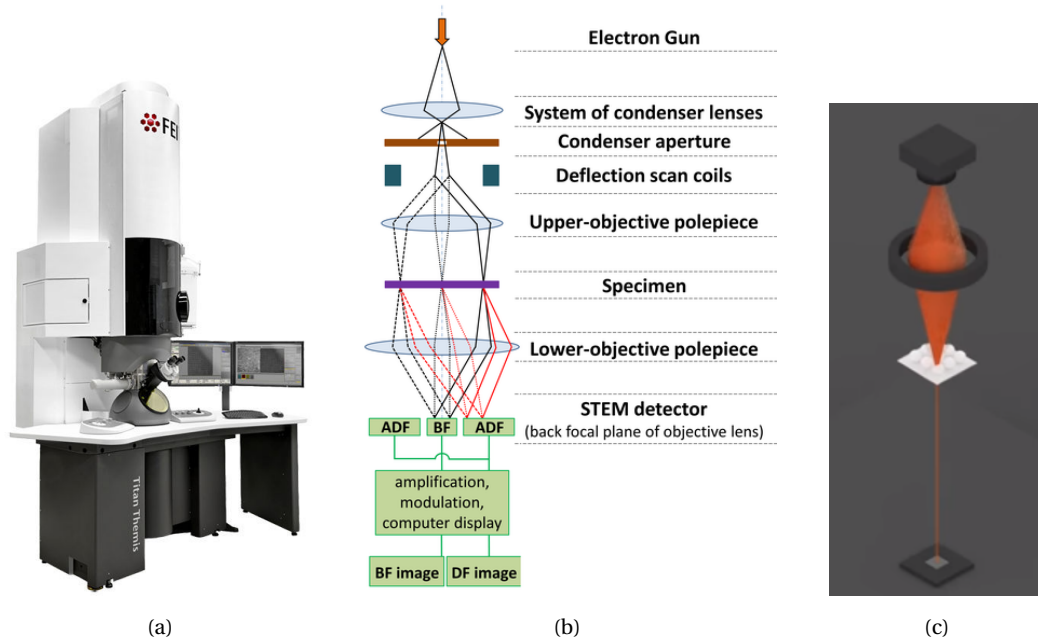 FEI
Titan Themis
Electron Gun
System of condenser lenses
Condenser aperture
Deflection scan coils
Upper-objective polepiece
Specimen
Lower-objective polepiece
STEM detector
(back focal plane of objective lens)
ADF
BF
ADF
amplification,
modulation,
computer display
BF image
DF image
(a)
(b)
(c)